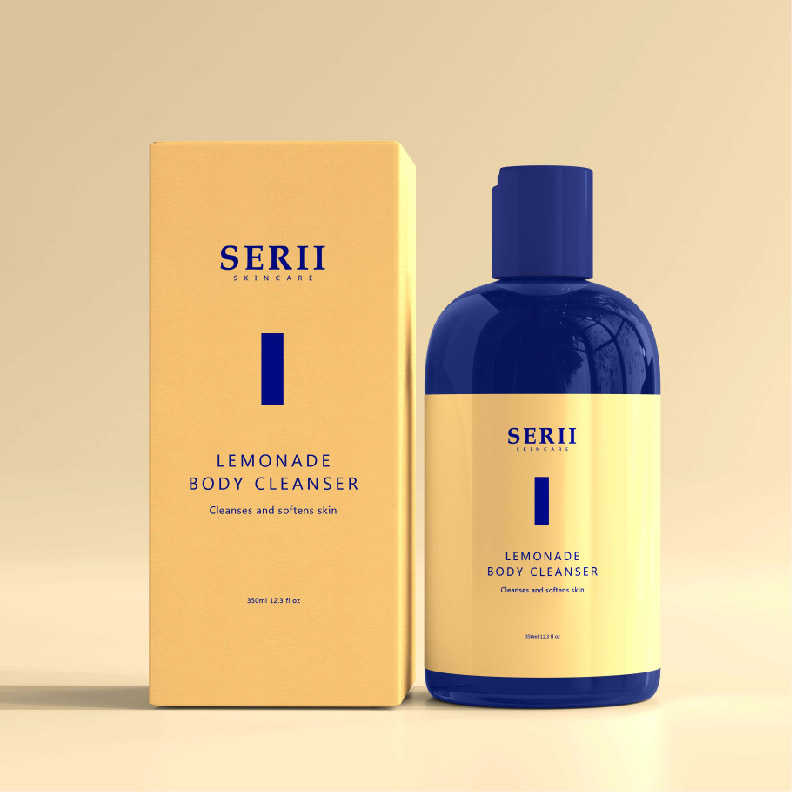 SERII
SKINCARE
LEMONADE
BODY CLEANSER
Cleanses and softens skin
350ml 12.3 fl oz
SERII
SKINCARE
LEMONADE
BODY CLEANSER
Cleanses and softens skin
350ml 12.3 fl oz